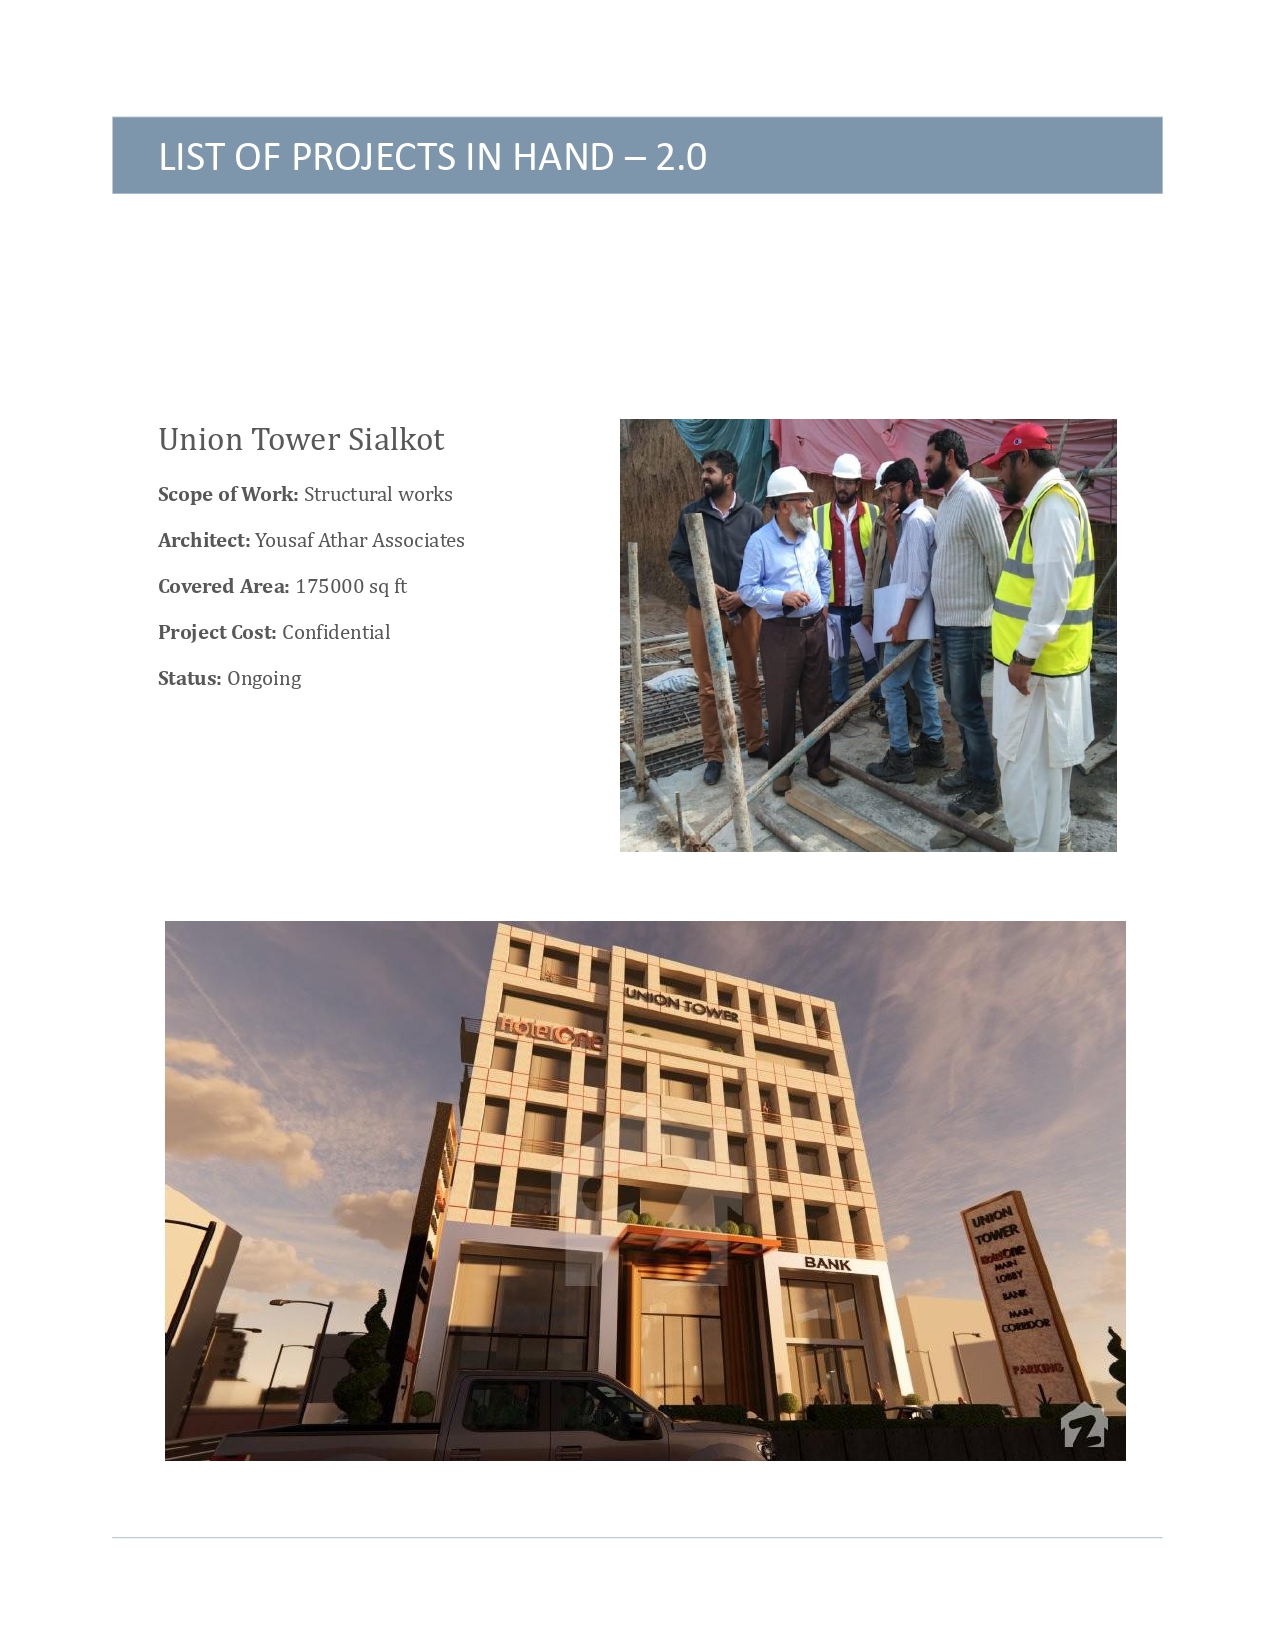 LIST OF PROJECTS IN HAND – 2.0
Union Tower Sialkot
Scope of Work: Structural works
Architect: Yousaf Athar Associates
Covered Area: 175000 sq ft
Project Cost: Confidential
Status: Ongoing
UNION TOWER
HotelOne
BANK
UNION
TOWER
HotelOne
MAIN
LOBBY
BANK
MAIN
CORRIDOR
PARKING